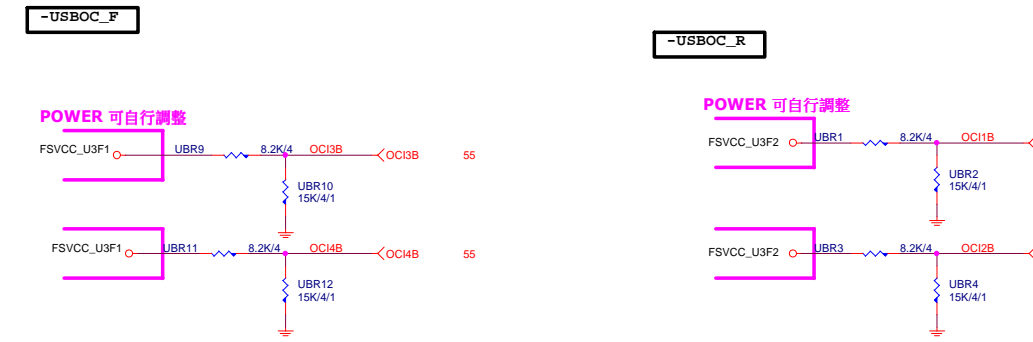 -USBOC_F
-USBOC_R
POWER 可自行調整
FSVCC_U3F1
UBR9
8.2K/4
OCI3B
OCI3B
55
UBR10
15K/4/1
FSVCC_U3F1
UBR11
8.2K/4
OCI4B
OCI4B
55
UBR12
15K/4/1
POWER 可自行調整
FSVCC_U3F2
UBR1
8.2K/4
OCI1B
UBR2
15K/4/1
FSVCC_U3F2
UBR3
8.2K/4
OCI2B
UBR4
15K/4/1